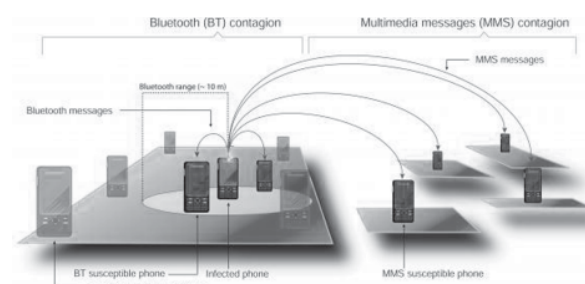 Bluetooth (BT) contagion
Multimedia messages (MMS) contagion
MMS messages
Bluetooth range (~ 10 m)
Bluetooth messages
BT susceptible phone
Infected phone
MMS susceptible phone